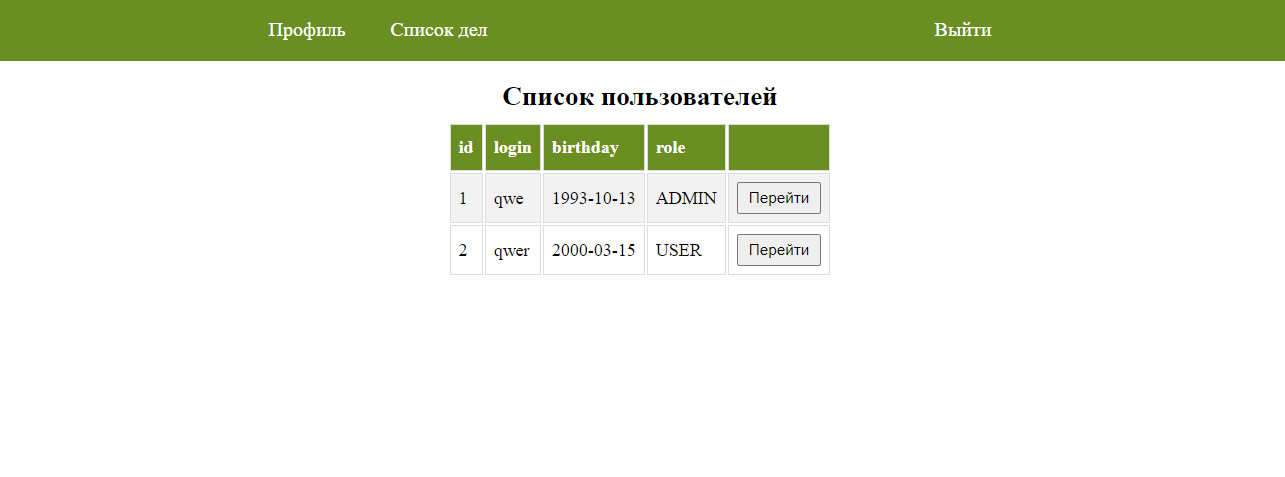 Профиль Список дел Выйти
Список пользователей
id login birthday role
1 qwe 1993-10-13 ADMIN Перейти
2 qwer 2000-03-15 USER Перейти